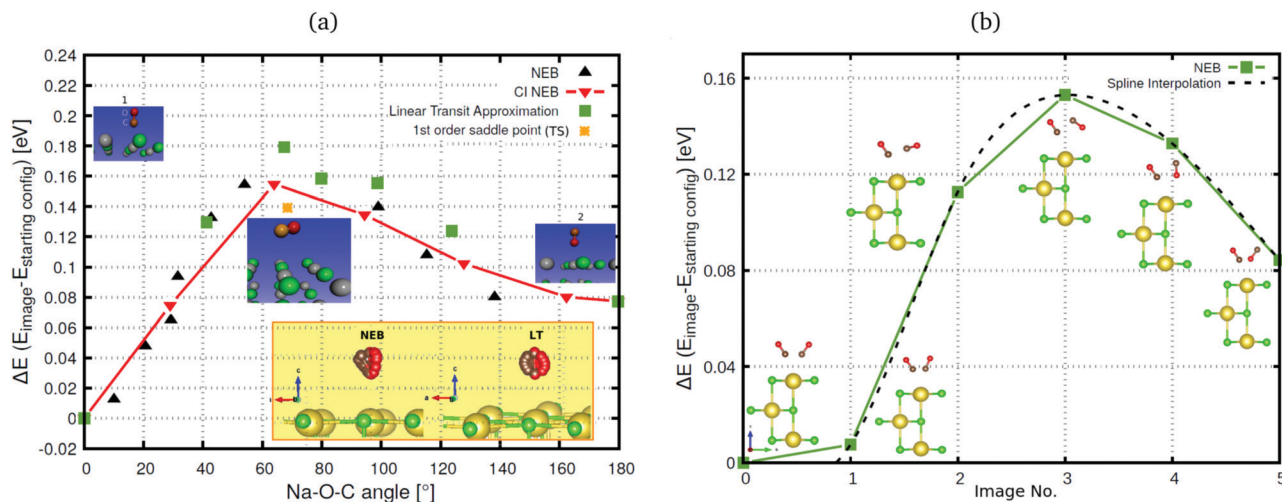 (a)
ΔE (E_image-E_starting config) [eV]
0.24
0.22
0.2
0.18
0.16
0.14
0.12
0.1
0.08
0.06
0.04
0.02
0
-0.02
NEB
CI NEB
Linear Transit Approximation
1st order saddle point (TS)
1
2
NEB
LT
c
c
a
0
20
40
60
80
100
120
140
160
180
Na-O-C angle [°]
(b)
ΔE (E_image-E_starting config) [eV]
0.16
0.12
0.08
0.04
0
NEB
Spline Interpolation
0
1
2
3
4
5
Image No.